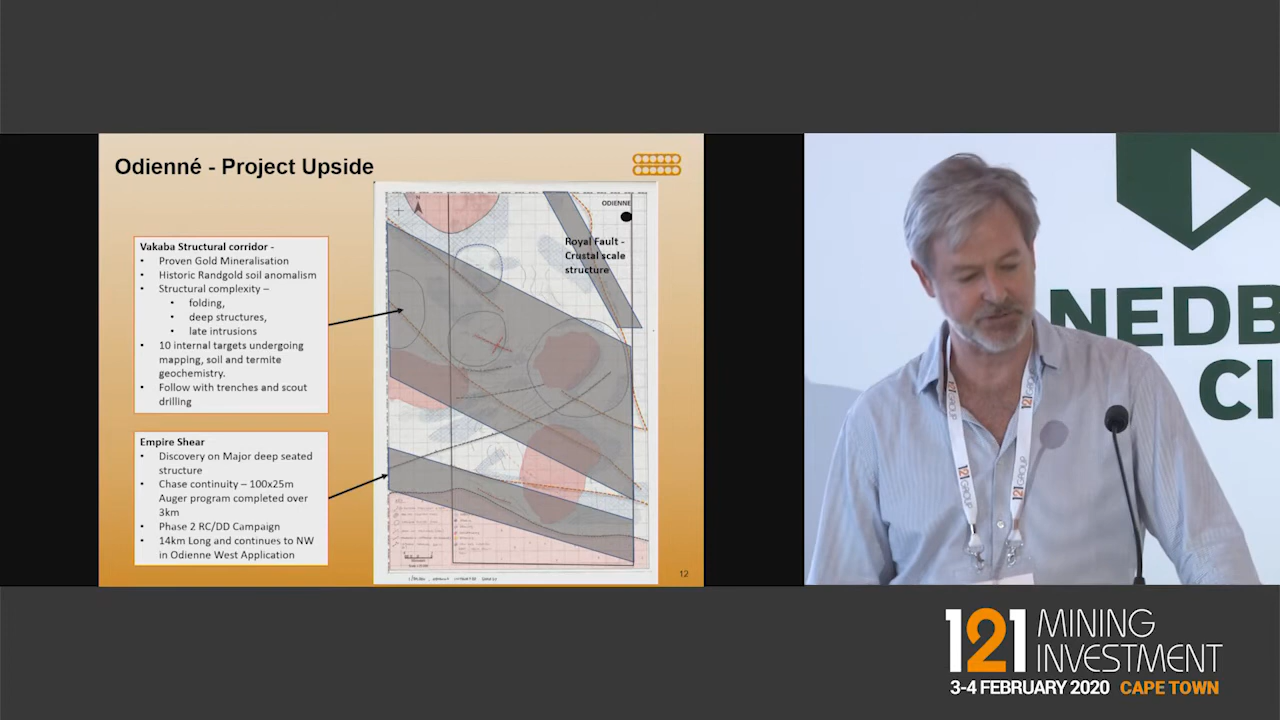 Odienné - Project Upside
Vakaba Structural corridor -
• Proven Gold Mineralisation
• Historic Randgold soil anomalism
• Structural complexity –
• folding,
• deep structures,
• late intrusions
• 10 internal targets undergoing
mapping, soil and termite
geochemistry.
• Follow with trenches and scout
drilling
Empire Shear
• Discovery on Major deep seated
structure
• Chase continuity – 100x25m
Auger program completed over
3km
• Phase 2 RC/DD Campaign
• 14km Long and continues to NW
in Odienne West Application
ODIENNE
Royal Fault -
Crustal scale
structure
12
NEDB
CI
121 GROUP
121 GROUP
121 MINING
INVESTMENT
3-4 FEBRUARY 2020 CAPE TOWN